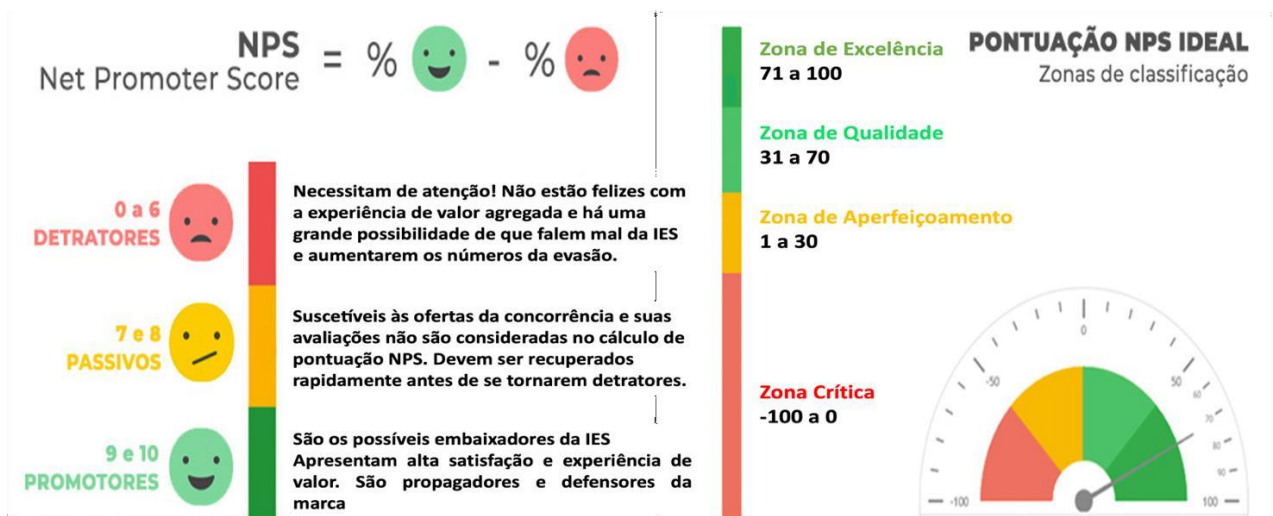 NPS
Net Promoter Score
= % - %
0 a 6
DETRATORES
Necessitam de atenção! Não estão felizes com
a experiência de valor agregada e há uma
grande possibilidade de que falem mal da IES
e aumentarem os números da evasão.
7 e 8
PASSIVOS
Suscetíveis às ofertas da concorrência e suas
avaliações não são consideradas no cálculo de
pontuação NPS. Devem ser recuperados
rapidamente antes de se tornarem detratores.
9 e 10
PROMOTORES
São os possíveis embaixadores da IES
Apresentam alta satisfação e experiência de
valor. São propagadores e defensores da
marca
PONTUAÇÃO NPS IDEAL
Zonas de classificação
Zona de Excelência
71 a 100
Zona de Qualidade
31 a 70
Zona de Aperfeiçoamento
1 a 30
Zona Crítica
-100 a 0
-100
-50
0
50
70
80
90
100